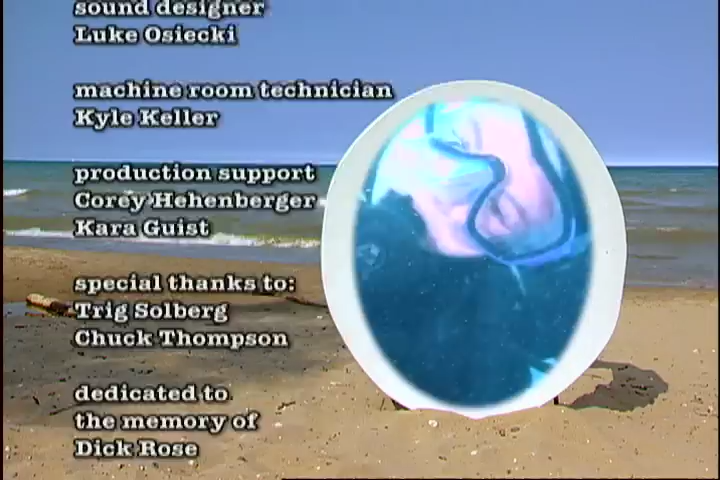 sound designer
Luke Osiecki
machine room technician
Kyle Keller
production support
Corey Hehenberger
Kara Guist
special thanks to:
Trig Solberg
Chuck Thompson
dedicated to
the memory of
Dick Rose